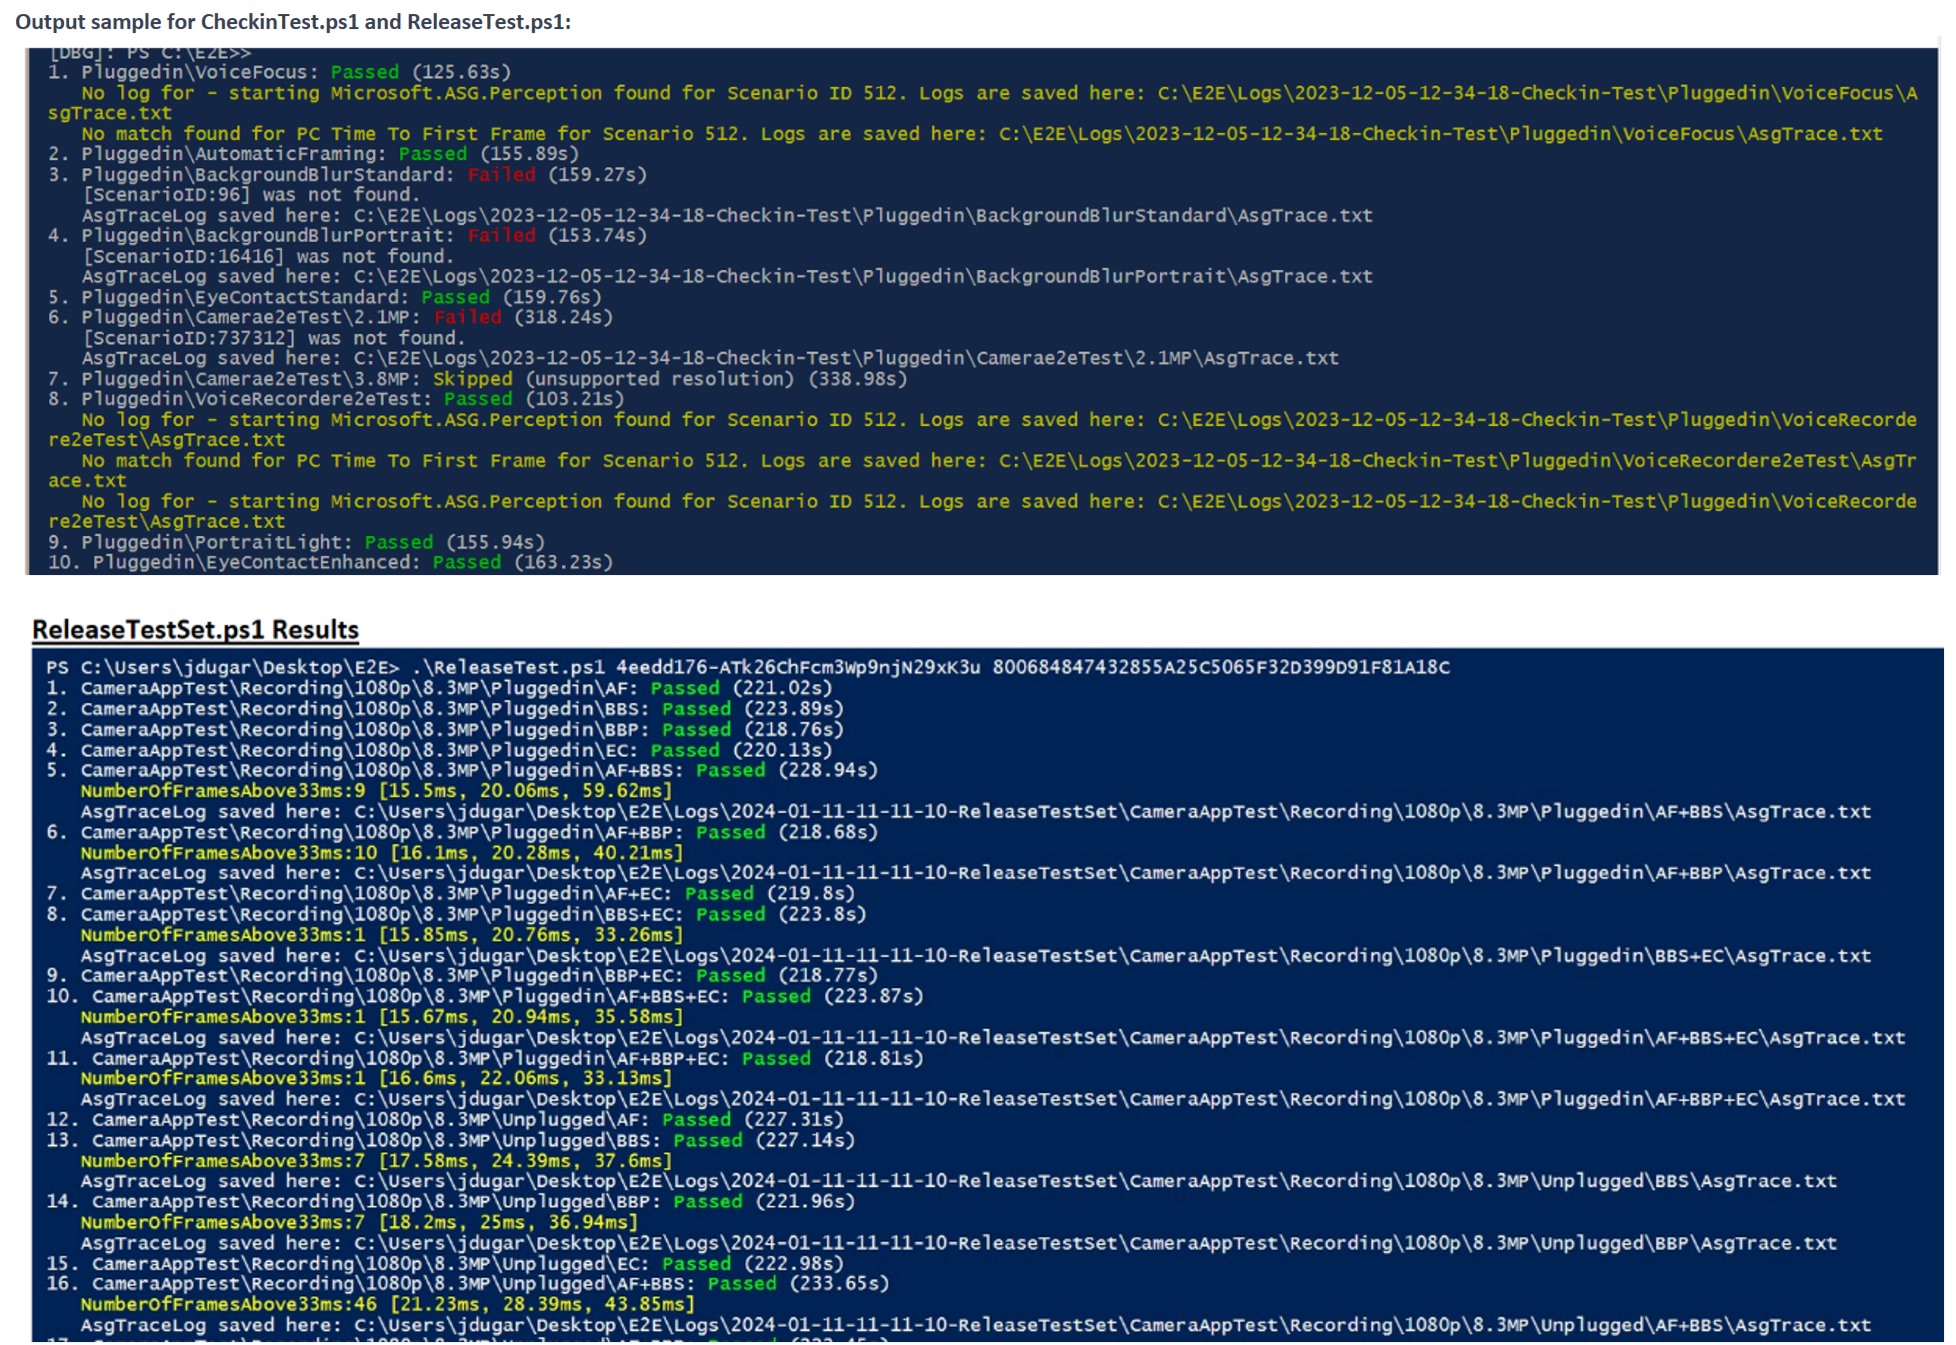 Output sample for CheckinTest.ps1 and ReleaseTest.ps1:
[DBG]: PS C:\E2E>>
1. Pluggedin\VoiceFocus: Passed (125.63s)
No log for - starting Microsoft.ASG.Perception found for Scenario ID 512. Logs are saved here: C:\E2E\Logs\2023-12-05-12-34-18-Checkin-Test\Pluggedin\VoiceFocus\A
sgTrace.txt
No match found for PC Time To First Frame for Scenario 512. Logs are saved here: C:\E2E\Logs\2023-12-05-12-34-18-Checkin-Test\Pluggedin\VoiceFocus\AsgTrace.txt
2. Pluggedin\AutomaticFraming: Passed (155.89s)
3. Pluggedin\BackgroundBlurStandard: Failed (159.27s)
[ScenarioID:96] was not found.
AsgTraceLog saved here: C:\E2E\Logs\2023-12-05-12-34-18-Checkin-Test\Pluggedin\BackgroundBlurStandard\AsgTrace.txt
4. Pluggedin\BackgroundBlurPortrait: Failed (153.74s)
[ScenarioID:16416] was not found.
AsgTraceLog saved here: C:\E2E\Logs\2023-12-05-12-34-18-Checkin-Test\Pluggedin\BackgroundBlurPortrait\AsgTrace.txt
5. Pluggedin\EyeContactStandard: Passed (159.76s)
6. Pluggedin\Camerae2eTest\2.1MP: Failed (318.24s)
[ScenarioID:737312] was not found.
AsgTraceLog saved here: C:\E2E\Logs\2023-12-05-12-34-18-Checkin-Test\Pluggedin\Camerae2eTest\2.1MP\AsgTrace.txt
7. Pluggedin\Camerae2eTest\3.8MP: Skipped (unsupported resolution) (338.98s)
8. Pluggedin\VoiceRecordere2eTest: Passed (103.21s)
No log for - starting Microsoft.ASG.Perception found for Scenario ID 512. Logs are saved here: C:\E2E\Logs\2023-12-05-12-34-18-Checkin-Test\Pluggedin\VoiceRecorde
re2eTest\AsgTrace.txt
No match found for PC Time To First Frame for Scenario 512. Logs are saved here: C:\E2E\Logs\2023-12-05-12-34-18-Checkin-Test\Pluggedin\VoiceRecordere2eTest\AsgTr
ace.txt
No log for - starting Microsoft.ASG.Perception found for Scenario ID 512. Logs are saved here: C:\E2E\Logs\2023-12-05-12-34-18-Checkin-Test\Pluggedin\VoiceRecorde
re2eTest\AsgTrace.txt
9. Pluggedin\PortraitLight: Passed (155.94s)
10. Pluggedin\EyeContactEnhanced: Passed (163.23s)
ReleaseTestSet.ps1 Results
PS C:\Users\jdugar\Desktop\E2E> .\ReleaseTest.ps1 4eedd176-ATk26ChFcm3Wp9njN29xK3u 800684847432855A25C5065F32D399D91F81A18C
1. CameraAppTest\Recording\1080p\8.3MP\Pluggedin\AF: Passed (221.02s)
2. CameraAppTest\Recording\1080p\8.3MP\Pluggedin\BBS: Passed (223.89s)
3. CameraAppTest\Recording\1080p\8.3MP\Pluggedin\BBP: Passed (218.76s)
4. CameraAppTest\Recording\1080p\8.3MP\Pluggedin\EC: Passed (220.13s)
5. CameraAppTest\Recording\1080p\8.3MP\Pluggedin\AF+BBS: Passed (228.94s)
NumberOfFramesAbove33ms:9 [15.5ms, 20.06ms, 59.62ms]
AsgTraceLog saved here: C:\Users\jdugar\Desktop\E2E\Logs\2024-01-11-11-11-10-ReleaseTestSet\CameraAppTest\Recording\1080p\8.3MP\Pluggedin\AF+BBS\AsgTrace.txt
6. CameraAppTest\Recording\1080p\8.3MP\Pluggedin\AF+BBP: Passed (218.68s)
NumberOfFramesAbove33ms:10 [16.1ms, 20.28ms, 40.21ms]
AsgTraceLog saved here: C:\Users\jdugar\Desktop\E2E\Logs\2024-01-11-11-11-10-ReleaseTestSet\CameraAppTest\Recording\1080p\8.3MP\Pluggedin\AF+BBP\AsgTrace.txt
7. CameraAppTest\Recording\1080p\8.3MP\Pluggedin\AF+EC: Passed (219.8s)
8. CameraAppTest\Recording\1080p\8.3MP\Pluggedin\BBS+EC: Passed (223.8s)
NumberOfFramesAbove33ms:1 [15.85ms, 20.76ms, 33.26ms]
AsgTraceLog saved here: C:\Users\jdugar\Desktop\E2E\Logs\2024-01-11-11-11-10-ReleaseTestSet\CameraAppTest\Recording\1080p\8.3MP\Pluggedin\BBS+EC\AsgTrace.txt
9. CameraAppTest\Recording\1080p\8.3MP\Pluggedin\BBP+EC: Passed (218.77s)
10. CameraAppTest\Recording\1080p\8.3MP\Pluggedin\AF+BBS+EC: Passed (223.87s)
NumberOfFramesAbove33ms:1 [15.67ms, 20.94ms, 35.58ms]
AsgTraceLog saved here: C:\Users\jdugar\Desktop\E2E\Logs\2024-01-11-11-11-10-ReleaseTestSet\CameraAppTest\Recording\1080p\8.3MP\Pluggedin\AF+BBS+EC\AsgTrace.txt
11. CameraAppTest\Recording\1080p\8.3MP\Pluggedin\AF+BBP+EC: Passed (218.81s)
NumberOfFramesAbove33ms:1 [16.6ms, 22.06ms, 33.13ms]
AsgTraceLog saved here: C:\Users\jdugar\Desktop\E2E\Logs\2024-01-11-11-11-10-ReleaseTestSet\CameraAppTest\Recording\1080p\8.3MP\Pluggedin\AF+BBP+EC\AsgTrace.txt
12. CameraAppTest\Recording\1080p\8.3MP\Unplugged\AF: Passed (227.31s)
13. CameraAppTest\Recording\1080p\8.3MP\Unplugged\BBS: Passed (227.14s)
NumberOfFramesAbove33ms:7 [17.58ms, 24.39ms, 37.6ms]
AsgTraceLog saved here: C:\Users\jdugar\Desktop\E2E\Logs\2024-01-11-11-11-10-ReleaseTestSet\CameraAppTest\Recording\1080p\8.3MP\Unplugged\BBS\AsgTrace.txt
14. CameraAppTest\Recording\1080p\8.3MP\Unplugged\BBP: Passed (221.96s)
NumberOfFramesAbove33ms:7 [18.2ms, 25ms, 36.94ms]
AsgTraceLog saved here: C:\Users\jdugar\Desktop\E2E\Logs\2024-01-11-11-11-10-ReleaseTestSet\CameraAppTest\Recording\1080p\8.3MP\Unplugged\BBP\AsgTrace.txt
15. CameraAppTest\Recording\1080p\8.3MP\Unplugged\EC: Passed (222.98s)
16. CameraAppTest\Recording\1080p\8.3MP\Unplugged\AF+BBS: Passed (233.65s)
NumberOfFramesAbove33ms:46 [21.23ms, 28.39ms, 43.85ms]
AsgTraceLog saved here: C:\Users\jdugar\Desktop\E2E\Logs\2024-01-11-11-11-10-ReleaseTestSet\CameraAppTest\Recording\1080p\8.3MP\Unplugged\AF+BBS\AsgTrace.txt